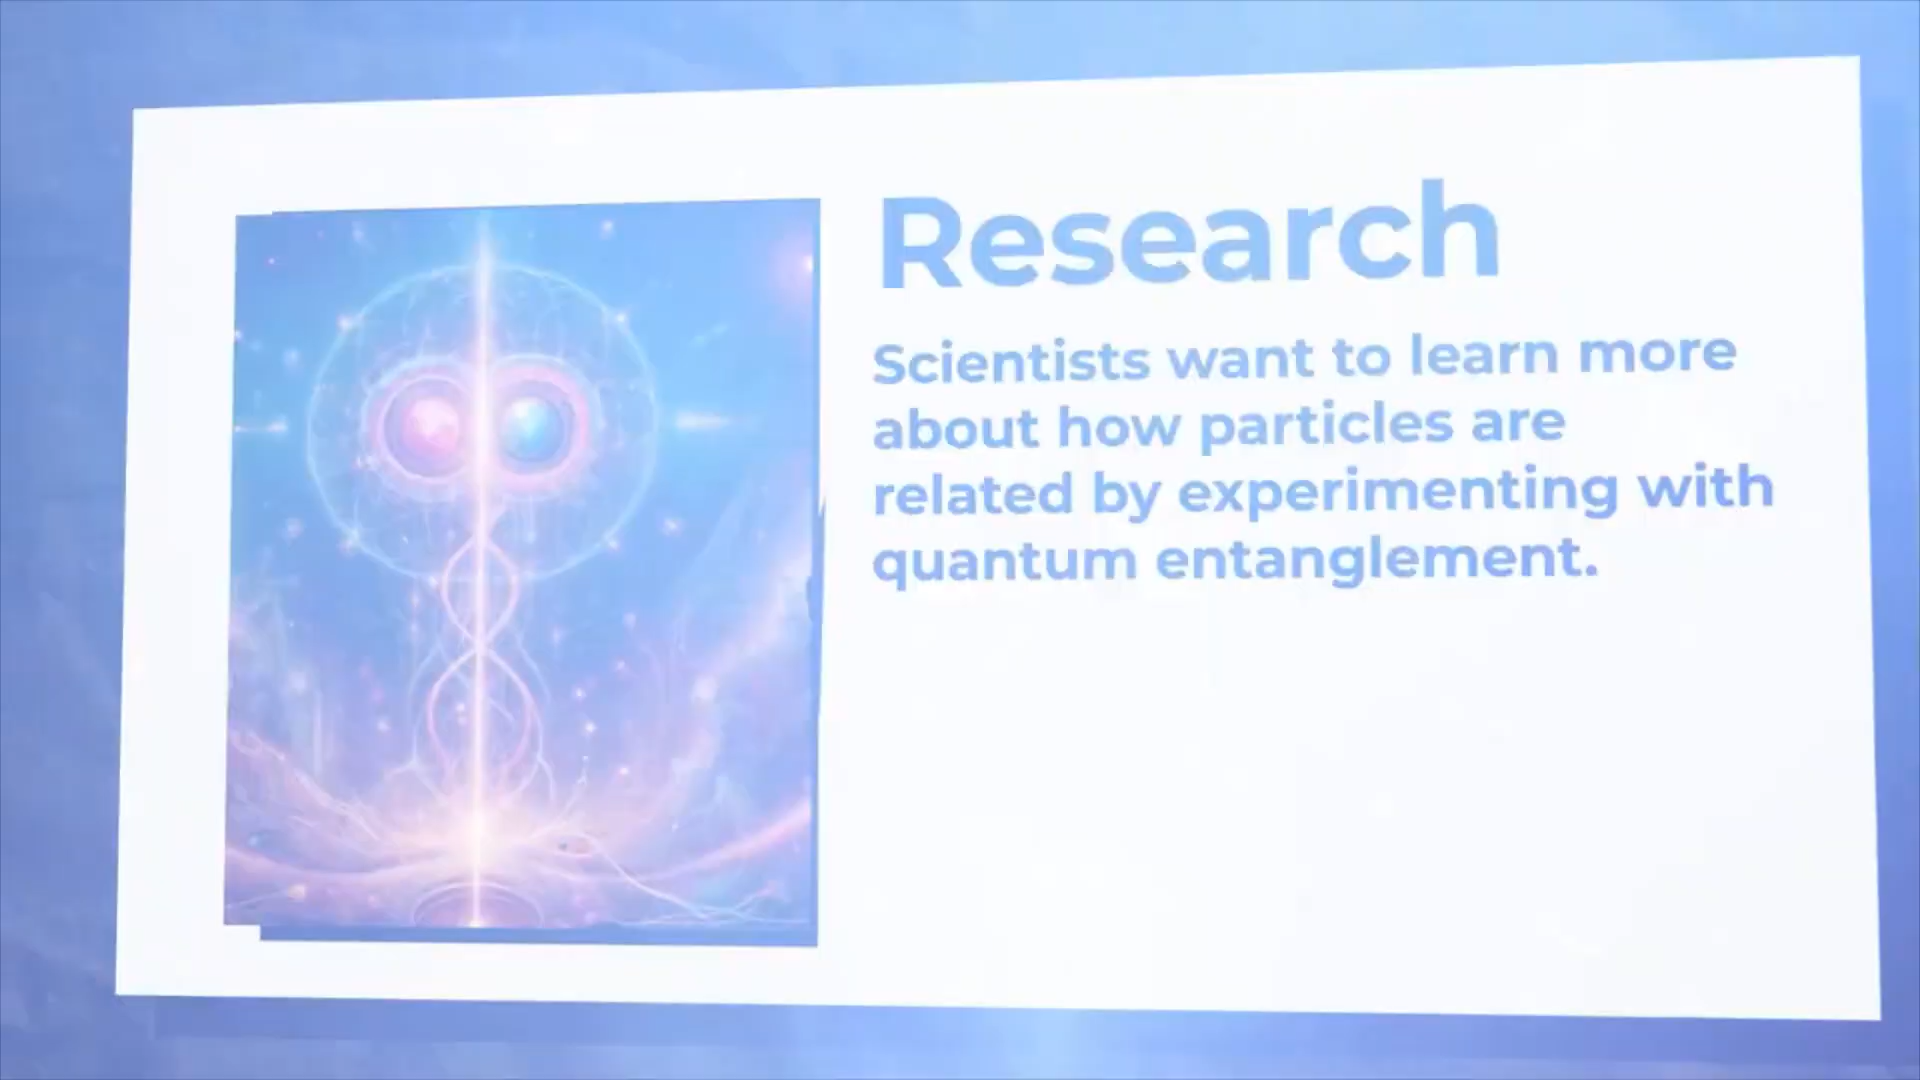 Research
Scientists want to learn more
about how particles are
related by experimenting with
quantum entanglement.